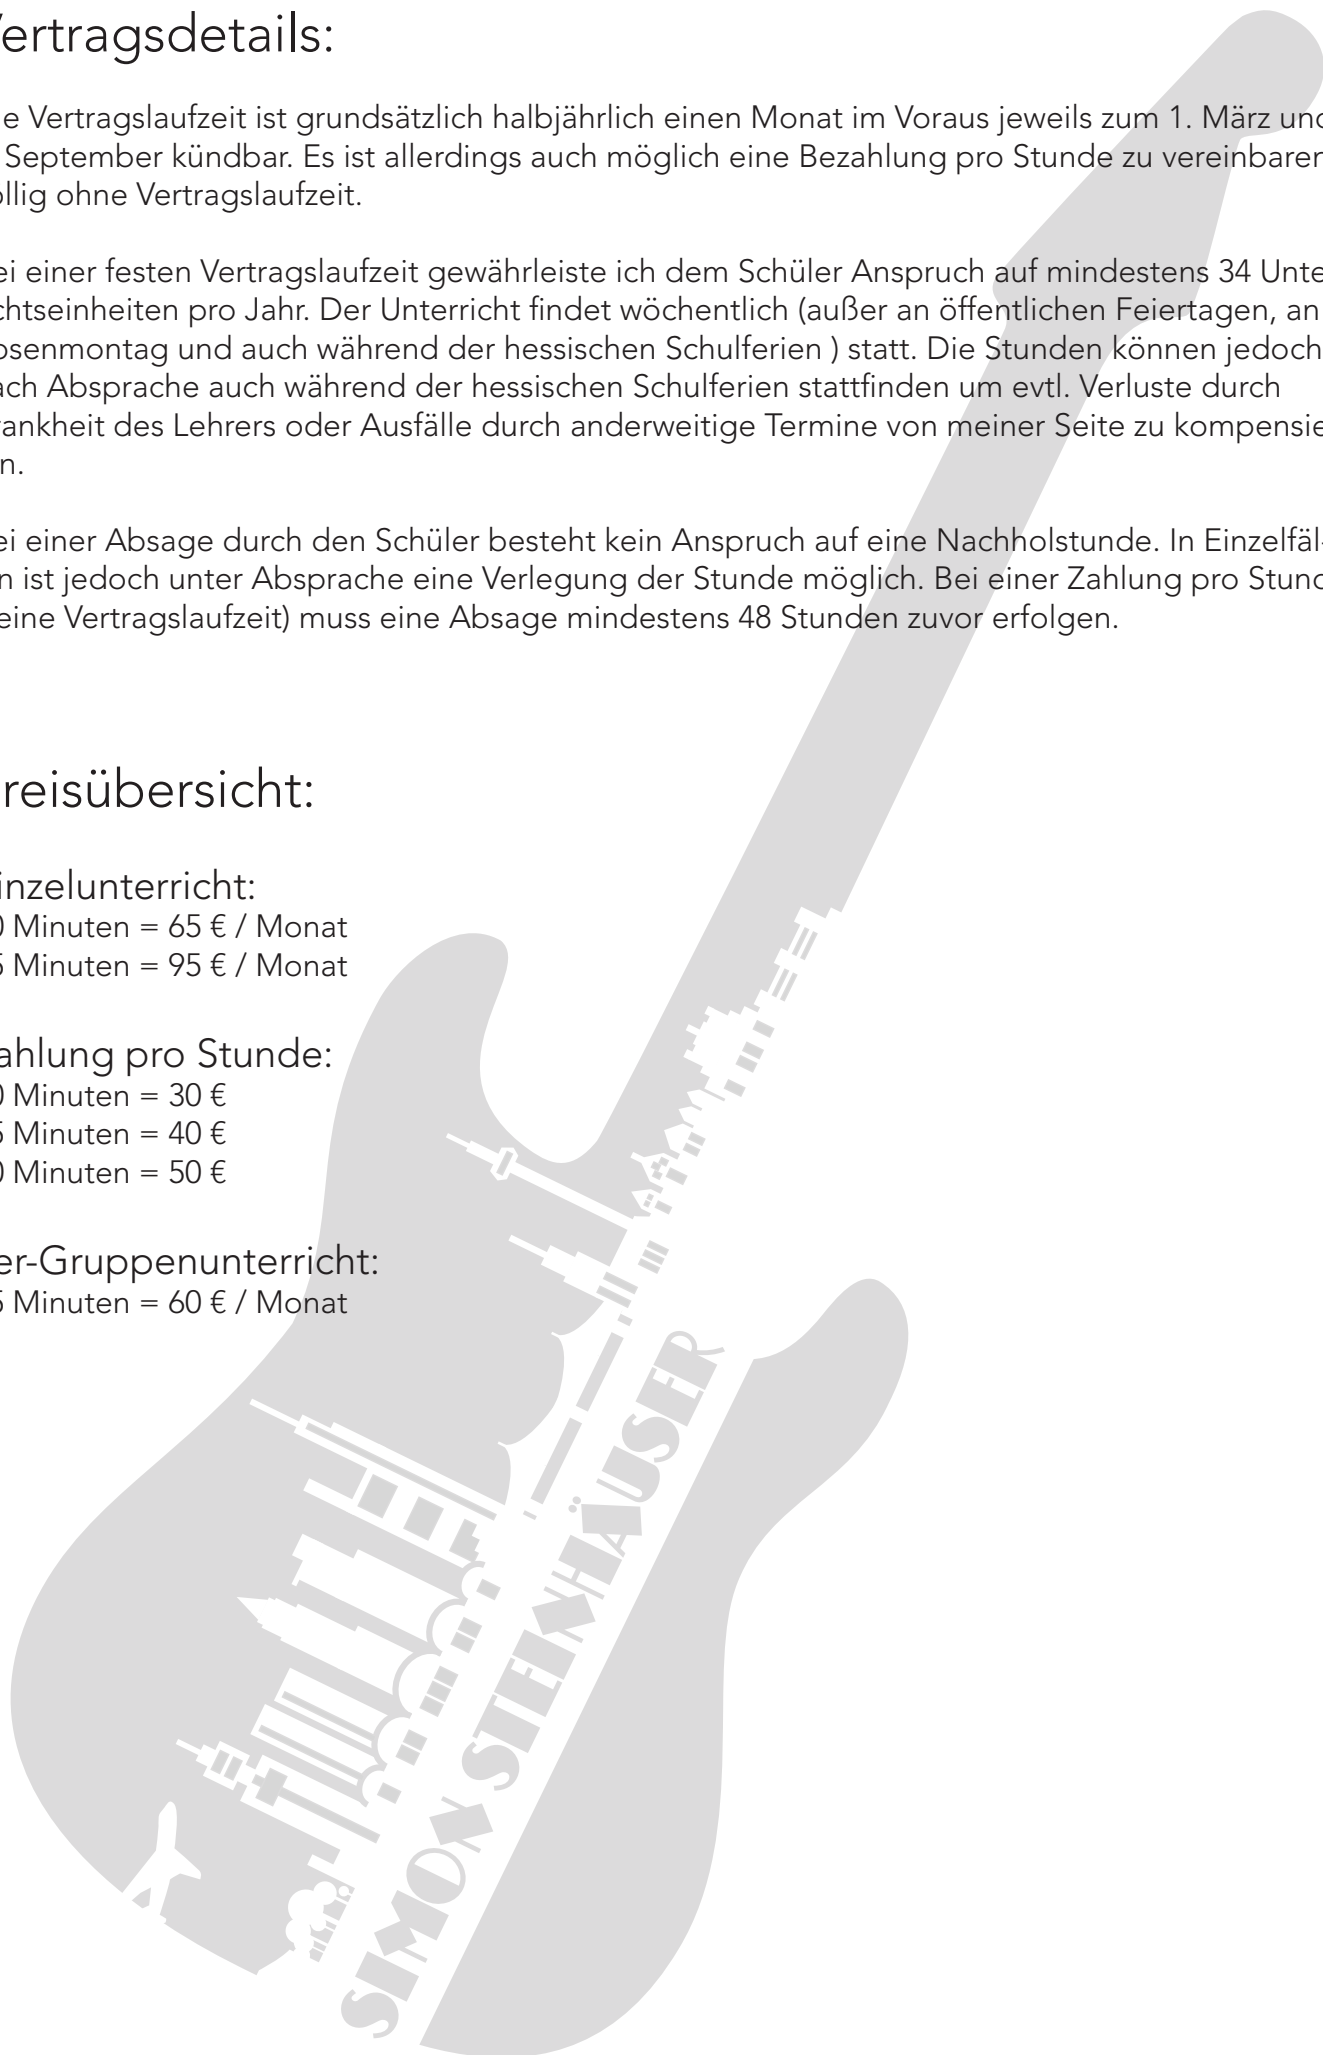 ertragsdetails:
e Vertragslaufzeit ist grundsätzlich halbjährlich einen Monat im Voraus jeweils zum 1. März und
September kündbar. Es ist allerdings auch möglich eine Bezahlung pro Stunde zu vereinbaren
llig ohne Vertragslaufzeit.
ei einer festen Vertragslaufzeit gewährleiste ich dem Schüler Anspruch auf mindestens 34 Unte
chtseinheiten pro Jahr. Der Unterricht findet wöchentlich (außer an öffentlichen Feiertagen, an
osenmontag und auch während der hessischen Schulferien ) statt. Die Stunden können jedoch
ach Absprache auch während der hessischen Schulferien stattfinden um evtl. Verluste durch
rankheit des Lehrers oder Ausfälle durch anderweitige Termine von meiner Seite zu kompensie
n.
ei einer Absage durch den Schüler besteht kein Anspruch auf eine Nachholstunde. In Einzelfäl-
n ist jedoch unter Absprache eine Verlegung der Stunde möglich. Bei einer Zahlung pro Stund
eine Vertragslaufzeit) muss eine Absage mindestens 48 Stunden zuvor erfolgen.
reisübersicht:
inzelunterricht:
0 Minuten = 65 € / Monat
5 Minuten = 95 € / Monat
ahlung pro Stunde:
0 Minuten = 30 €
5 Minuten = 40 €
0 Minuten = 50 €
er-Gruppenunterricht:
5 Minuten = 60 € / Monat
SIMON STEINHÄUSER